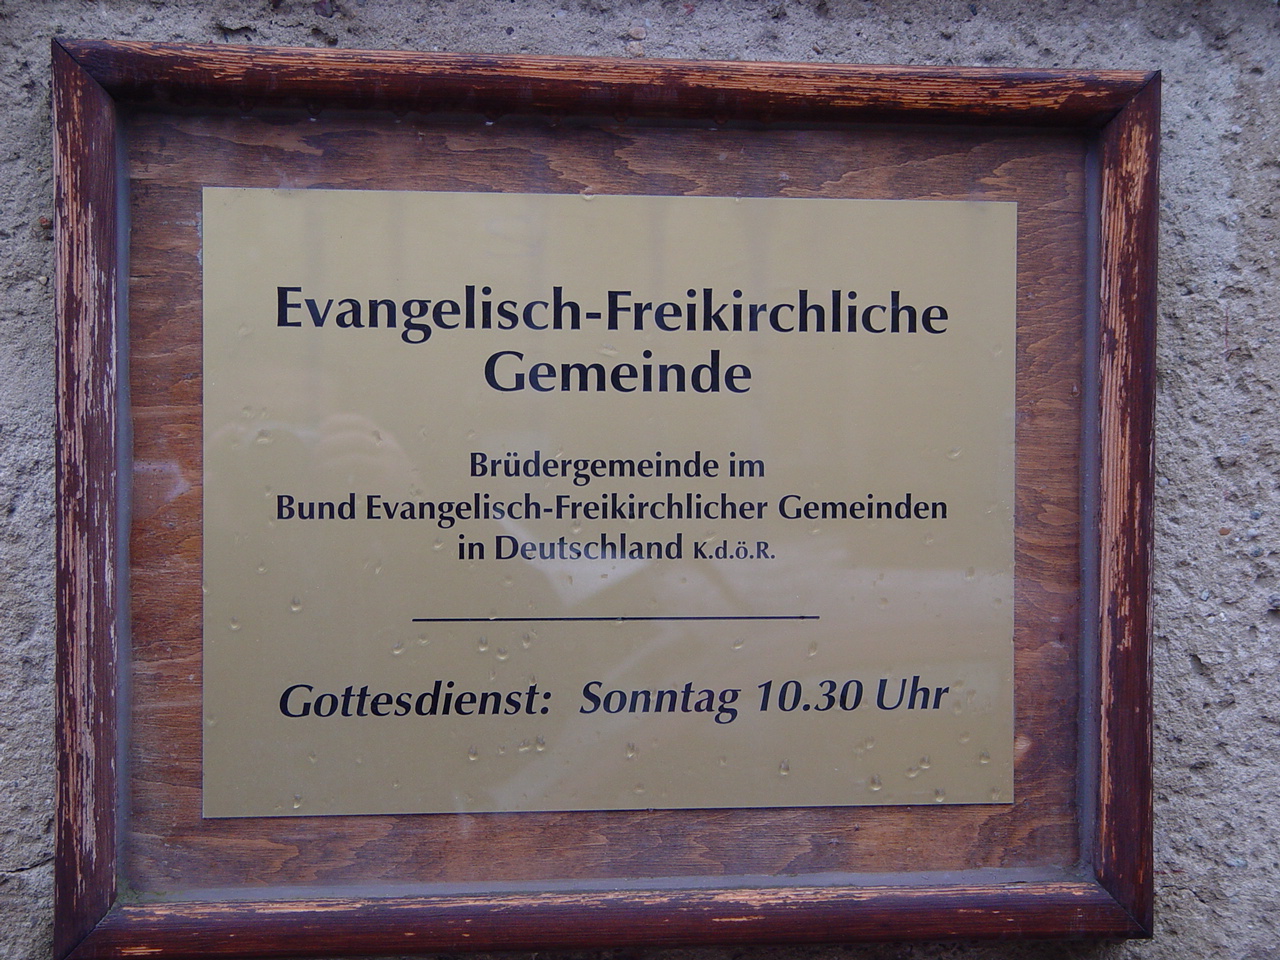 Evangelisch-Freikirchliche
Gemeinde
Brüdergemeinde im
Bund Evangelisch-Freikirchlicher Gemeinden
in Deutschland K.d.ö.R.
Gottesdienst: Sonntag 10.30 Uhr